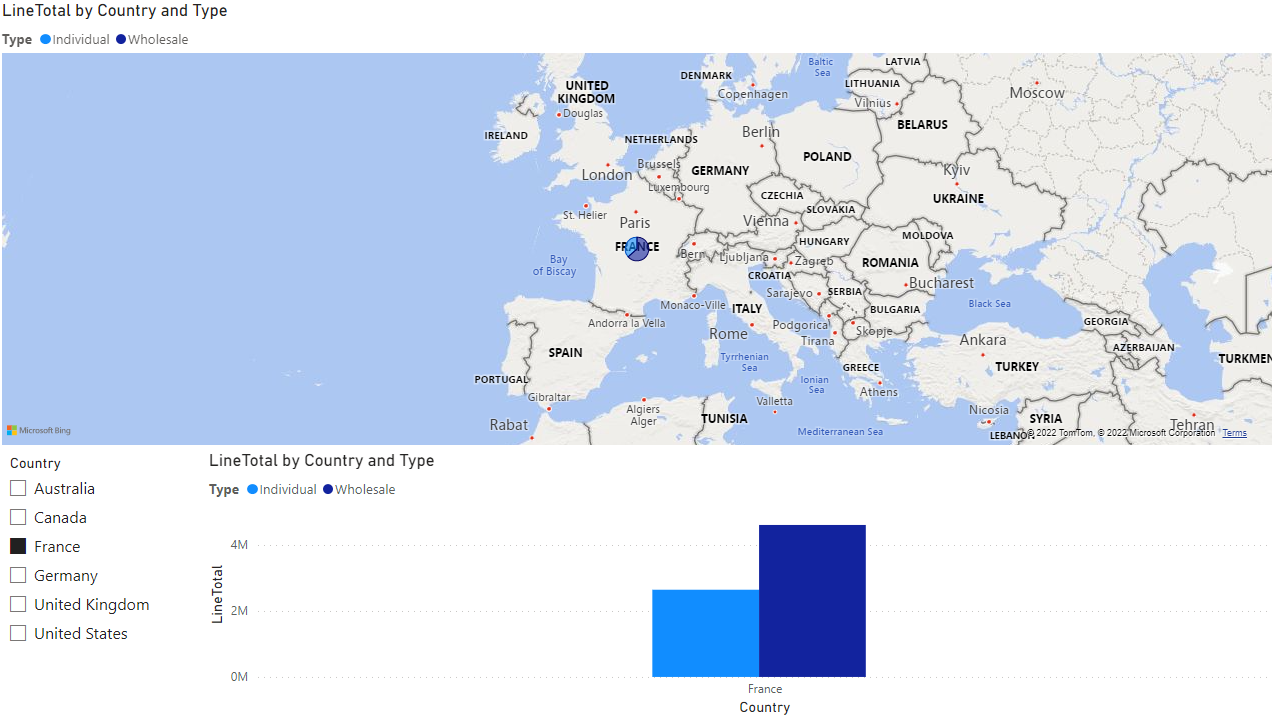 LineTotal by Country and Type
Type Individual Wholesale
LATVIA
Baltic
Sea
DENMARK
LITHUANIA
UNITED
KINGDOM
Copenhagen
Moscow
Vilnius
Douglas
BELARUS
IRELAND
NETHERLANDS
Berlin
POLAND
Brussels
London
GERMANY
Kyiv
Luxembourg
CZECHIA
UKRAINE
SLOVAKIA
St. Helier
Paris
Vienna
MOLDOVA
FRANCE
HUNGARY
Bern
Ljubljana
Zagreb
ROMANIA
Bay
of Biscay
CROATIA
Bucharest
Sarajevo
SERBIA
Monaco-Ville
ITALY
BULGARIA
Black Sea
Andorra la Vella
Podgorica
Skopje
GEORGIA
Rome
Tirana
Ankara
AZERBAIJAN
SPAIN
Tyrrhenian
Sea
TURKMEN
GREECE
TURKEY
PORTUGAL
Ionian
Sea
Athens
Gibraltar
Valletta
Algiers
Alger
Nicosia
TUNISIA
SYRIA
Rabat
Tehran
Mediterranean Sea
LEBANON
Microsoft Bing
© 2022 TomTom, © 2022 Microsoft Corporation Terms
Country
Australia
Canada
France
Germany
United Kingdom
United States
LineTotal by Country and Type
Type Individual Wholesale
4M
2M
0M
LineTotal
France
Country